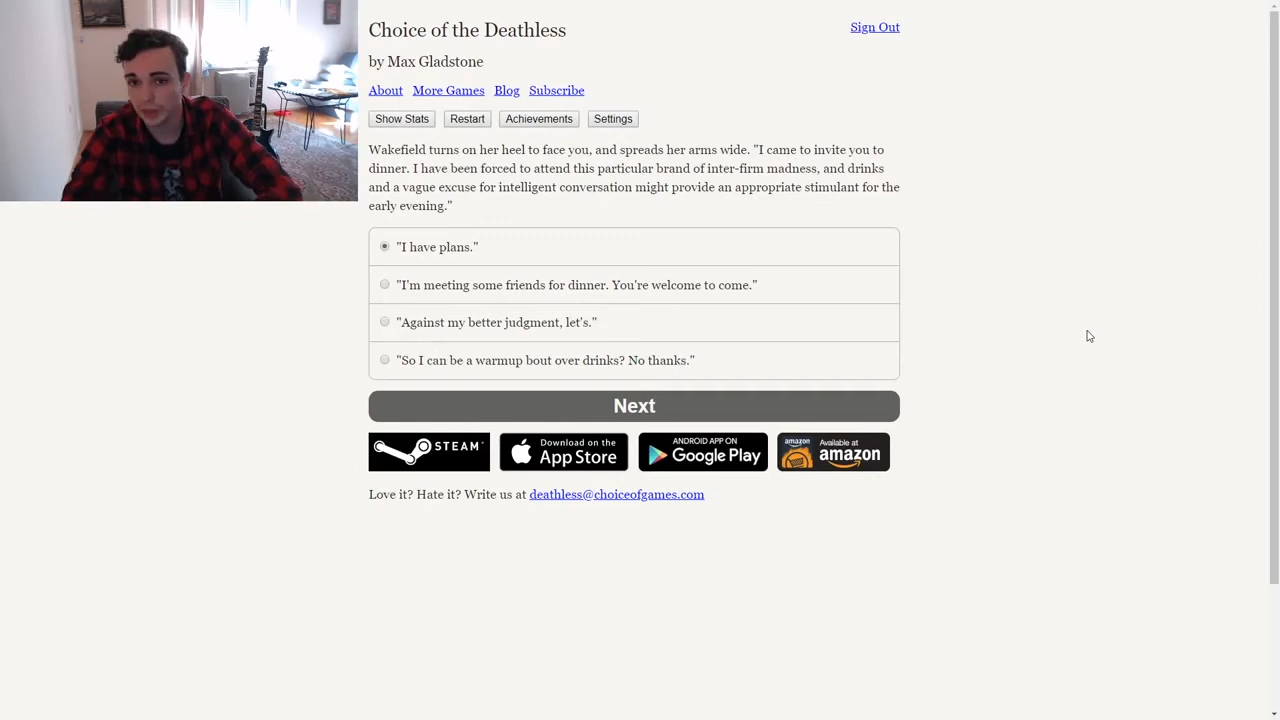 Choice of the Deathless
Sign Out
by Max Gladstone
About More Games Blog Subscribe
Show Stats Restart Achievements Settings
Wakefield turns on her heel to face you, and spreads her arms wide. "I came to invite you to
dinner. I have been forced to attend this particular brand of inter-firm madness, and drinks
and a vague excuse for intelligent conversation might provide an appropriate stimulant for the
early evening."
"I have plans."
"I'm meeting some friends for dinner. You're welcome to come."
"Against my better judgment, let's."
"So I can be a warmup bout over drinks? No thanks."
Next
STEAM
Download on the
App Store
ANDROID APP ON
Google Play
amazon
Available at
amazon
Love it? Hate it? Write us at deathless@choiceofgames.com